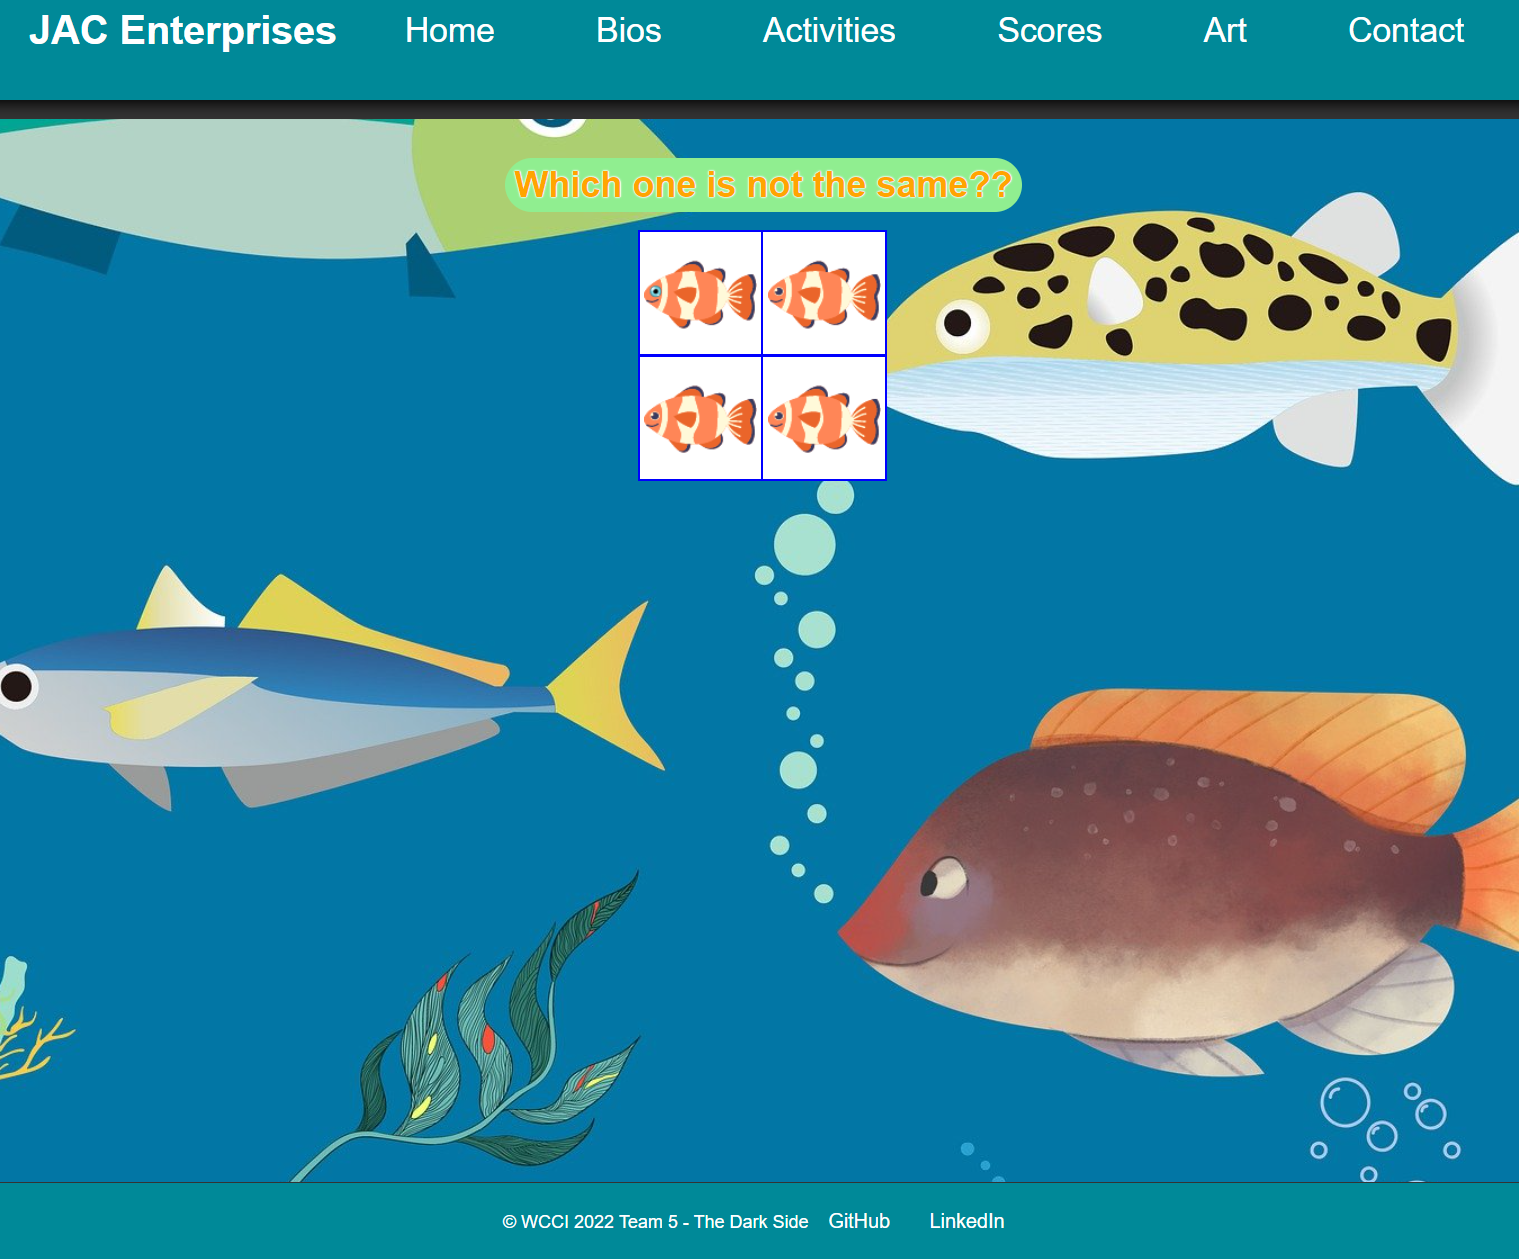 JAC Enterprises Home Bios Activities Scores Art Contact
Which one is not the same??
© WCCI 2022 Team 5 - The Dark Side GitHub LinkedIn